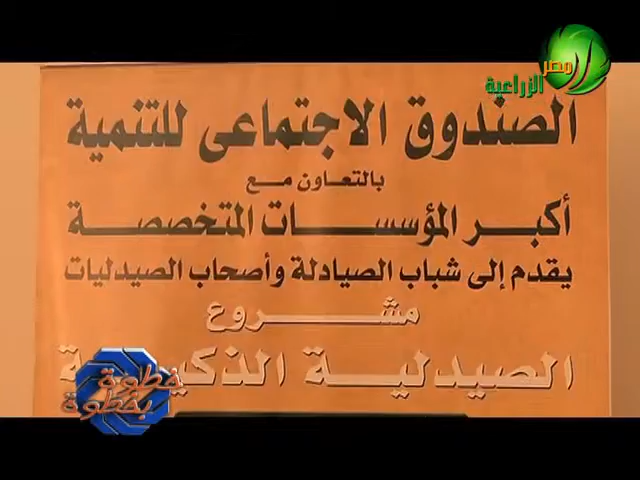 مصر
الزراعية
الصندوق الاجتماعى للتنمية
بالتعاون مع
أكبر المؤسسات المتخصصة
يقدم إلى شباب الصيادلة وأصحاب الصيدليات
مشروع
الصيدلية الذكية
خطوة
بخطوة